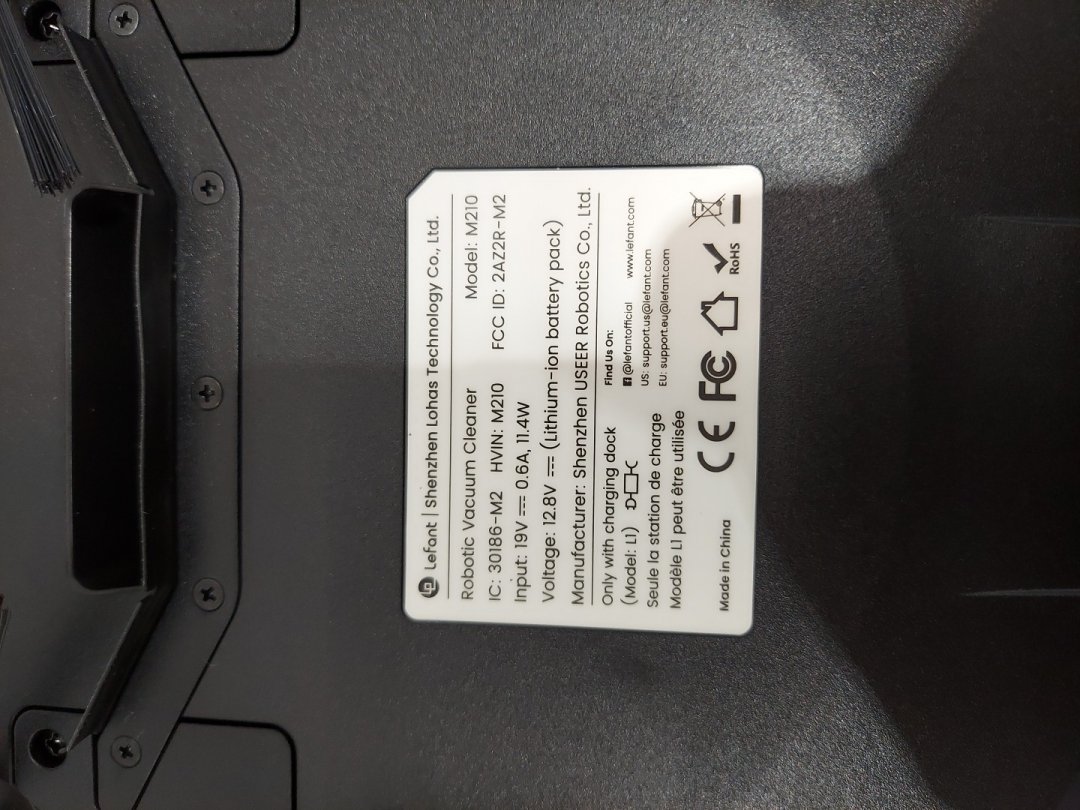 Lefant | Shenzhen Lohas Technology Co., Ltd.
Robotic Vacuum Cleaner Model: M210
IC: 30186-M2 HVIN: M210 FCC ID: 2AZ2R-M2
Input: 19V ⎓ 0.6A, 11.4W
Voltage: 12.8V ⎓ (Lithium-ion battery pack)
Manufacturer: Shenzhen USEER Robotics Co., Ltd.
Only with charging dock
(Model: L1)
Seule la station de charge
Modèle L1 peut être utilisée
Find Us On:
@lefantofficial www.lefant.com
US: support.us@lefant.com
EU: support.eu@lefant.com
Made in China
CE FC
RoHS